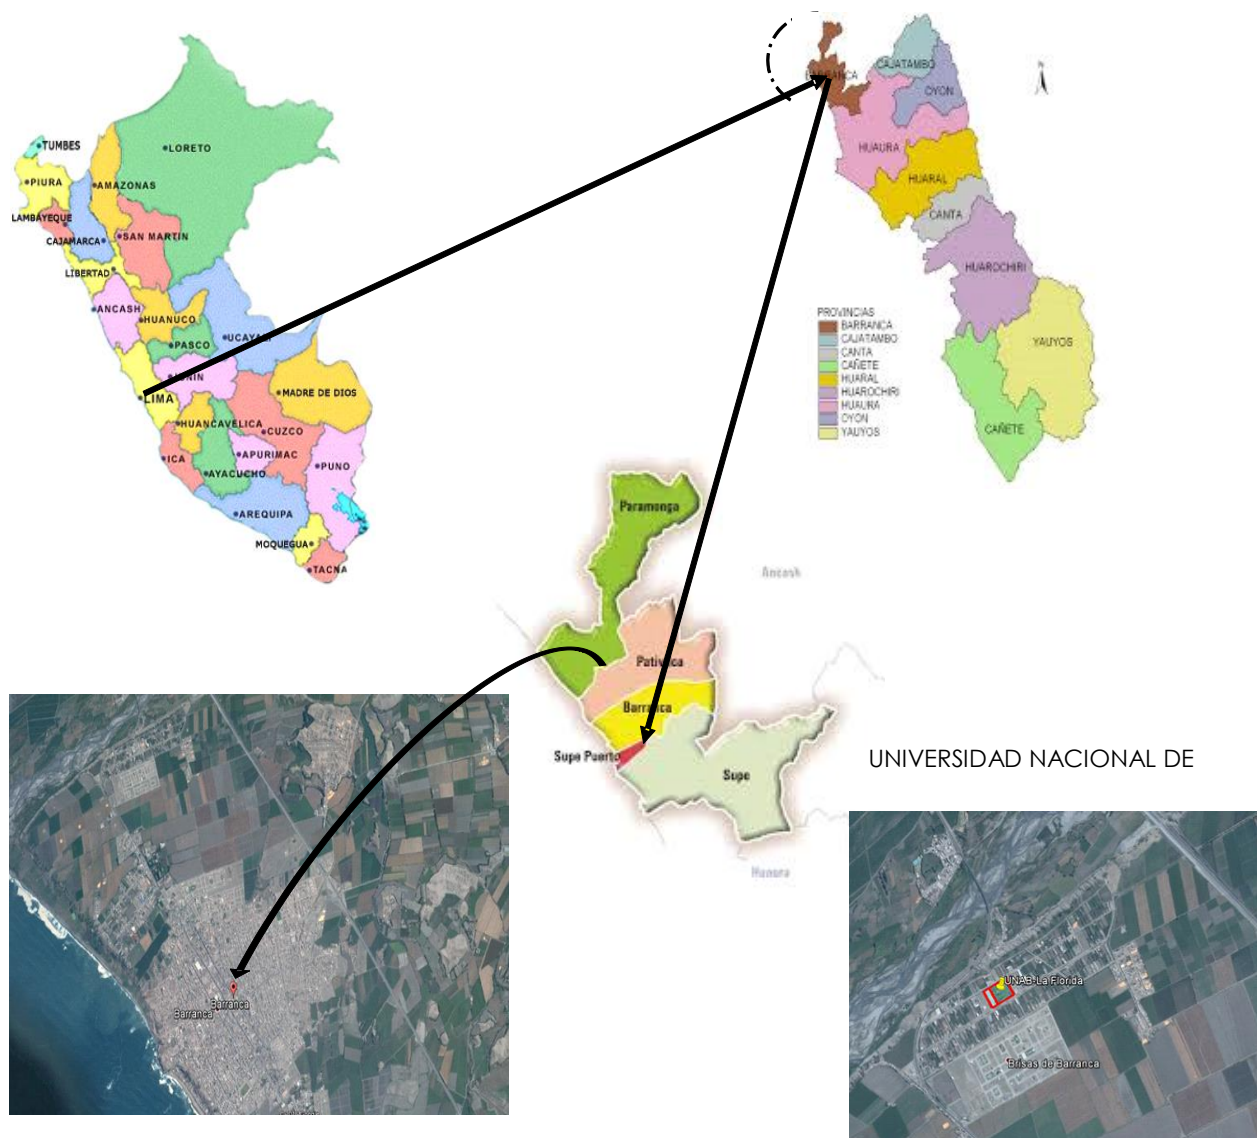 TUMBES
LORETO
PIURA
AMAZONAS
LAMBAYEQUE
CAJAMARCA
SAN MARTIN
LIBERTAD
ANCASH
HUANUCO
PASCO
UCAYALI
JUNIN
LIMA
MADRE DE DIOS
HUANCAVELICA
CUZCO
ICA
APURIMAC
AYACUCHO
PUNO
AREQUIPA
MOQUEGUA
TACNA
BARRANCA
CAJATAMBO
OYON
HUAURA
HUARAL
CANTA
HUAROCHIRI
YAUYOS
CAÑETE
N
PROVINCIAS
BARRANCA
CAJATAMBO
CANTA
CAÑETE
HUARAL
HUAROCHIRI
HUAURA
OYON
YAUYOS
Paramonga
Ancash
Pativilca
Barranca
Supe Puerto
Supe
Huaura
UNIVERSIDAD NACIONAL DE
Barranca
Barranca
UNAB-La Florida
Brisas de Barranca